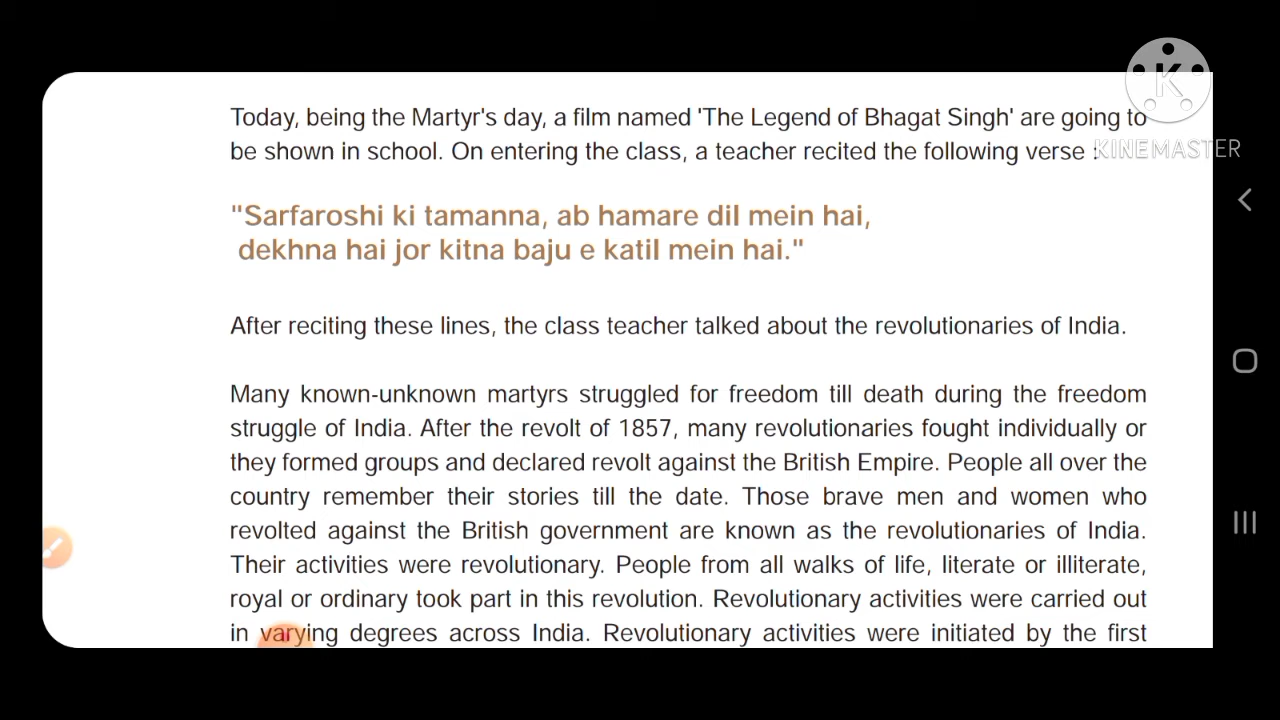 Today, being the Martyr's day, a film named 'The Legend of Bhagat Singh' are going to
be shown in school. On entering the class, a teacher recited the following verse :
KINEMASTER
"Sarfaroshi ki tamanna, ab hamare dil mein hai,
dekhna hai jor kitna baju e katil mein hai."
After reciting these lines, the class teacher talked about the revolutionaries of India.
Many known-unknown martyrs struggled for freedom till death during the freedom
struggle of India. After the revolt of 1857, many revolutionaries fought individually or
they formed groups and declared revolt against the British Empire. People all over the
country remember their stories till the date. Those brave men and women who
revolted against the British government are known as the revolutionaries of India.
Their activities were revolutionary. People from all walks of life, literate or illiterate,
royal or ordinary took part in this revolution. Revolutionary activities were carried out
in varying degrees across India. Revolutionary activities were initiated by the first